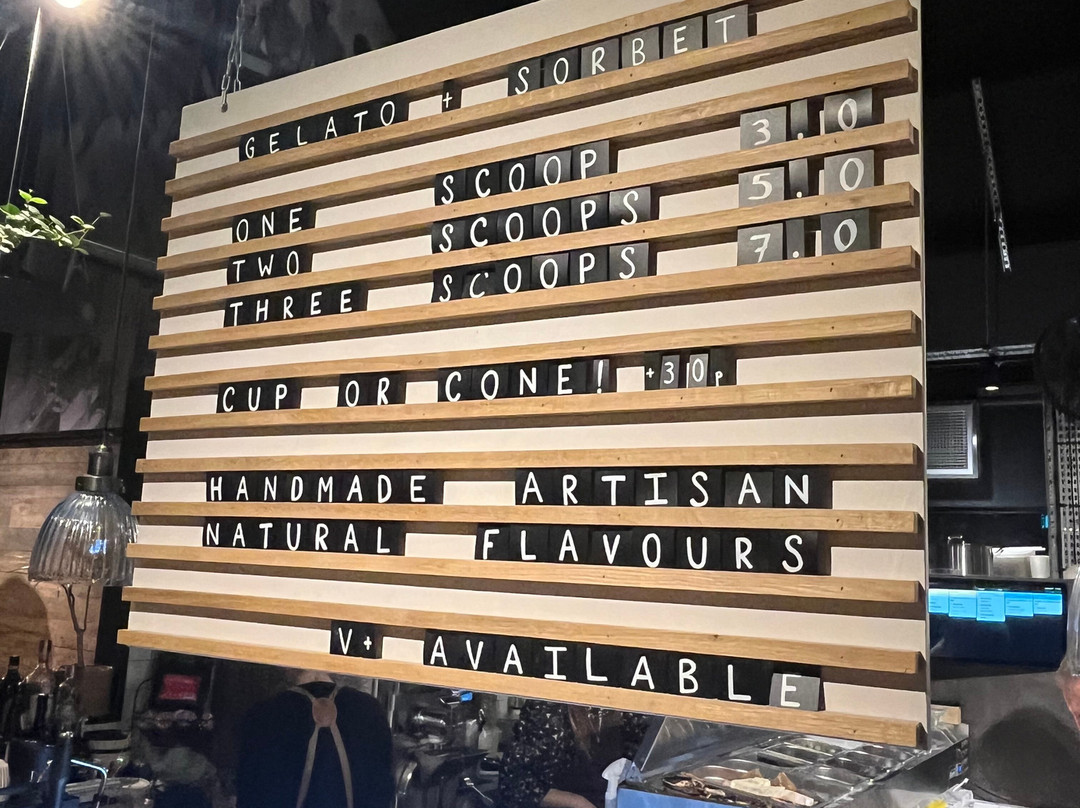 GELATO + SORBET
ONE SCOOP 3.0
TWO SCOOPS 5.0
THREE SCOOPS 7.0
CUP OR CONE! +30p
HANDMADE ARTISAN
NATURAL FLAVOURS
V+ AVAILABLE